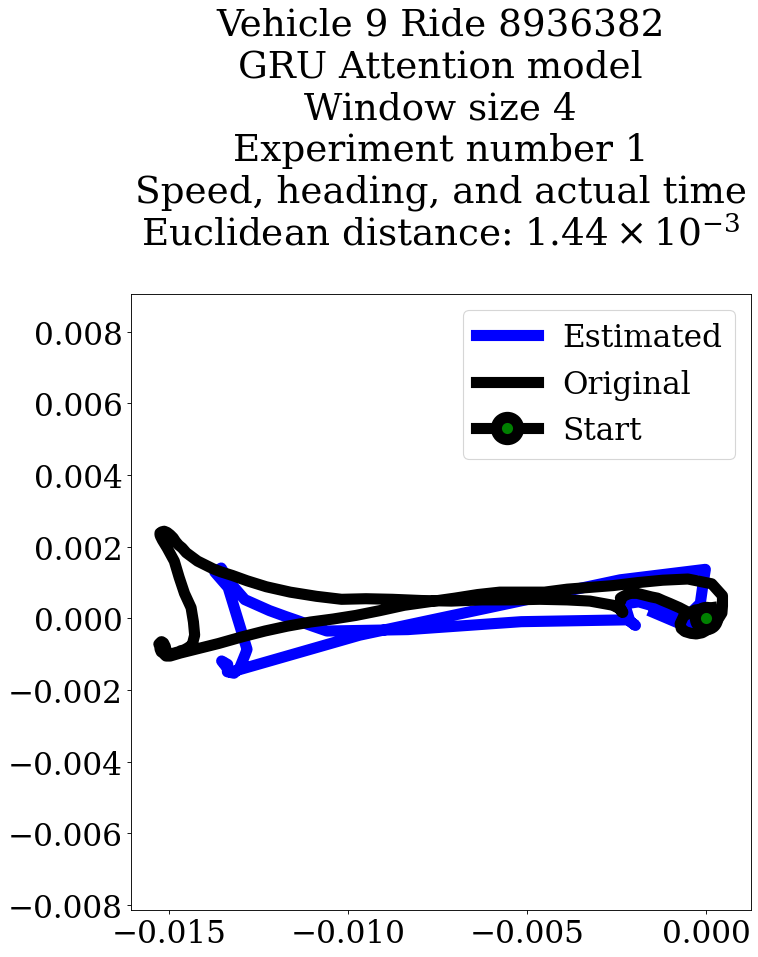 Vehicle 9 Ride 8936382
GRU Attention model
Window size 4
Experiment number 1
Speed, heading, and actual time
Euclidean distance: 1.44 × 10⁻³
Estimated
Original
Start
0.008
0.006
0.004
0.002
0.000
−0.002
−0.004
−0.006
−0.008
−0.015 −0.010 −0.005 0.000